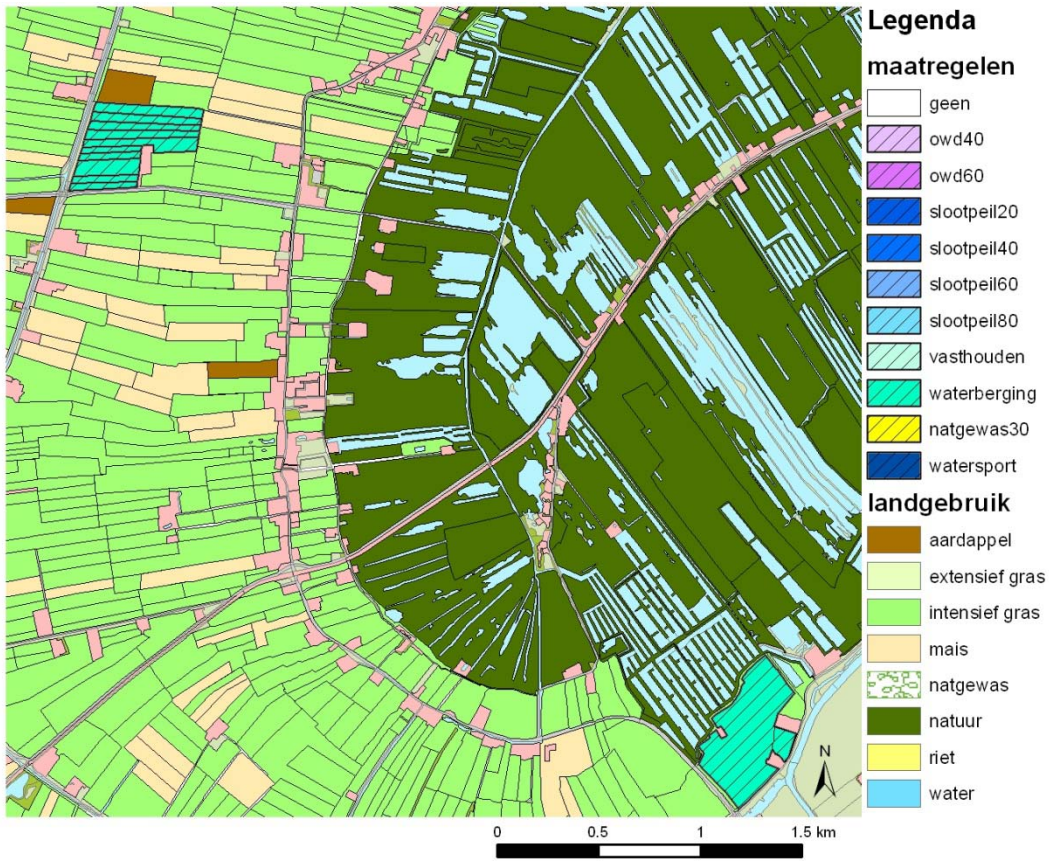 Legenda
maatregelen
geen
owd40
owd60
slootpeil20
slootpeil40
slootpeil60
slootpeil80
vasthouden
waterberging
natgewas30
watersport
landgebruik
aardappel
extensief gras
intensief gras
mais
natgewas
natuur
riet
water
N
0 0.5 1 1.5 km